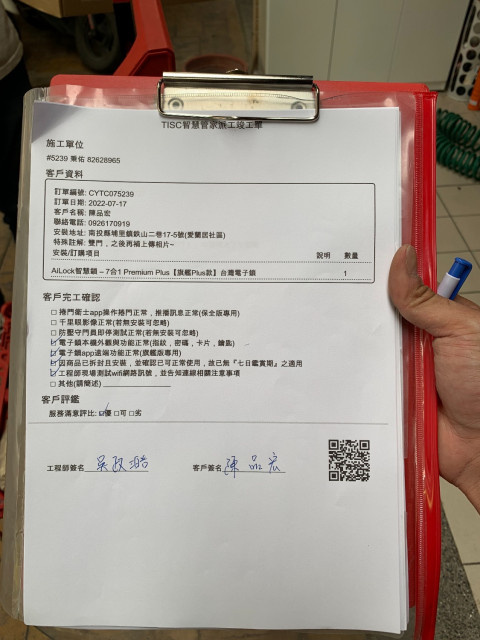 TISC智慧管家派工竣工單
施工單位
#5239 秉佑 82628965
客戶資料
訂單編號: CYTC075239
訂單日期: 2022-07-17
客戶名稱: 陳品宏
聯絡電話: 0926170919
安裝地址: 南投縣埔里鎮鐵山二巷17-5號(愛蘭居社區)
特殊註解: 雙門，之後再補上傳相片~
安裝/訂購項目 說明 數量
AiLock智慧鎖 – 7合1 Premium Plus【旗艦Plus款】台灣電子鎖 1
客戶完工確認
□ 捲門衛士app操作捲門正常，推播訊息正常(保全版專用)
□ 千里眼影像正常(若無安裝可忽略)
□ 防壓守門員即停測試正常(若無安裝可忽略)
☑ 電子鎖本機外觀與功能正常(指紋，密碼，卡片，鑰匙)
☑ 電子鎖app遠端功能正常(旗艦版專用)
☑ 因商品已拆封且安裝，並確認已可正常使用，故已無『七日鑑賞期』之適用
☑ 工程師現場測試wifi網路訊號，並告知連線相關注意事項
□ 其他(請簡述)
客戶評鑑
服務滿意評比: ☑優 □可 □劣
工程師簽名 客戶簽名 陳品宏